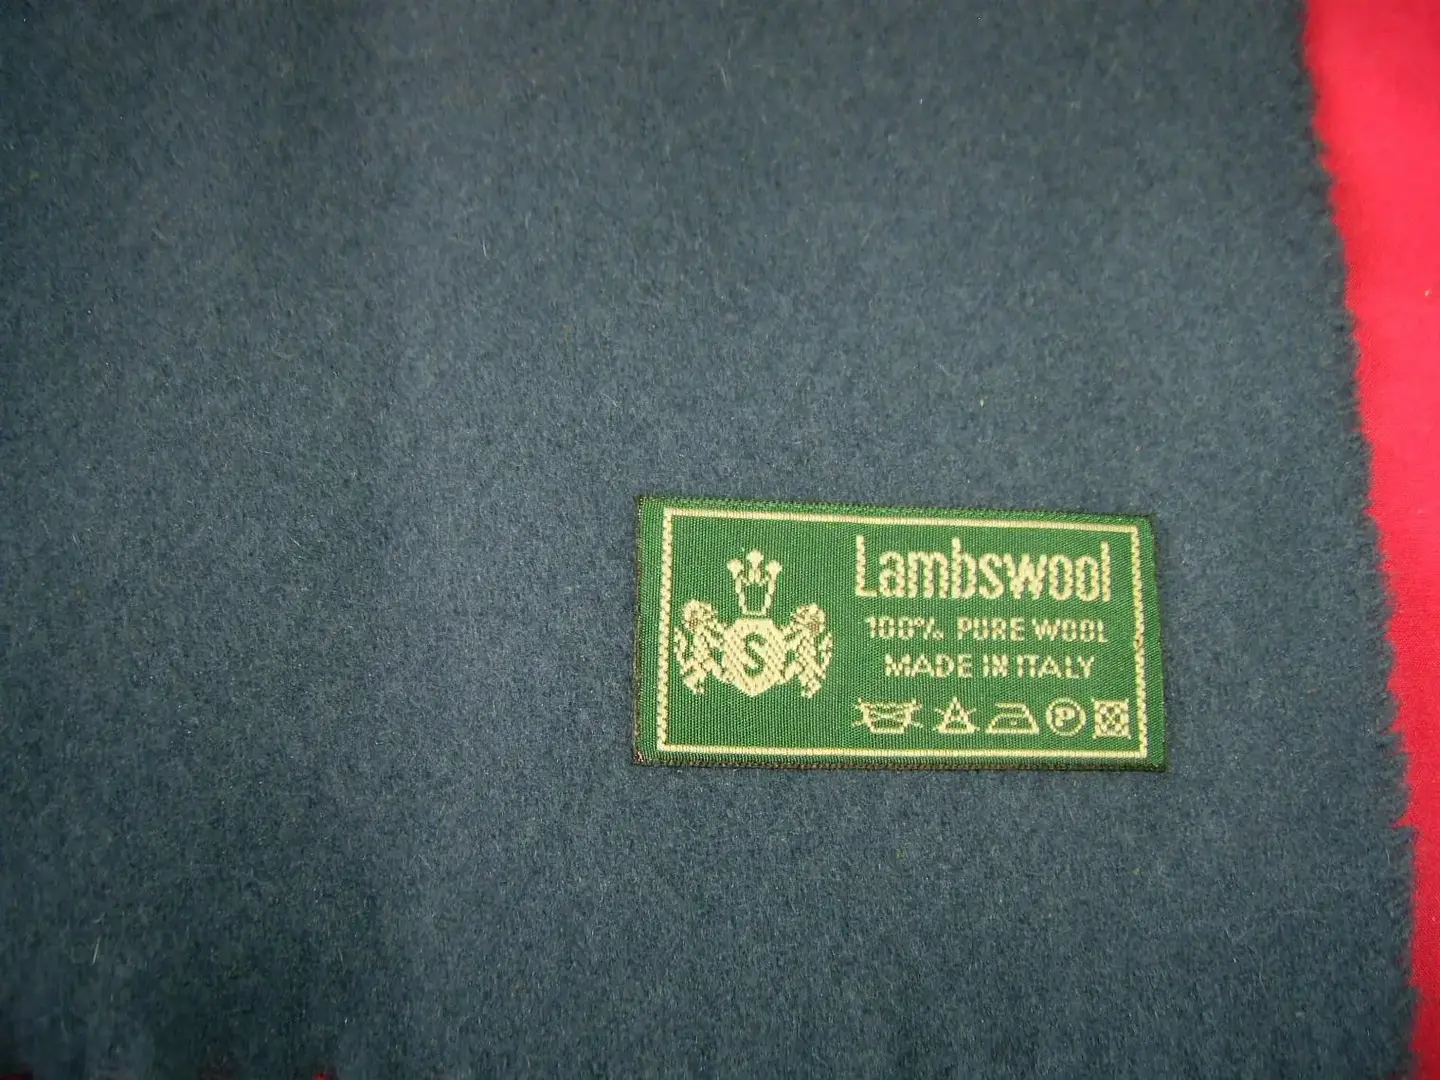 Lambswool
100% PURE WOOL
MADE IN ITALY
S
P